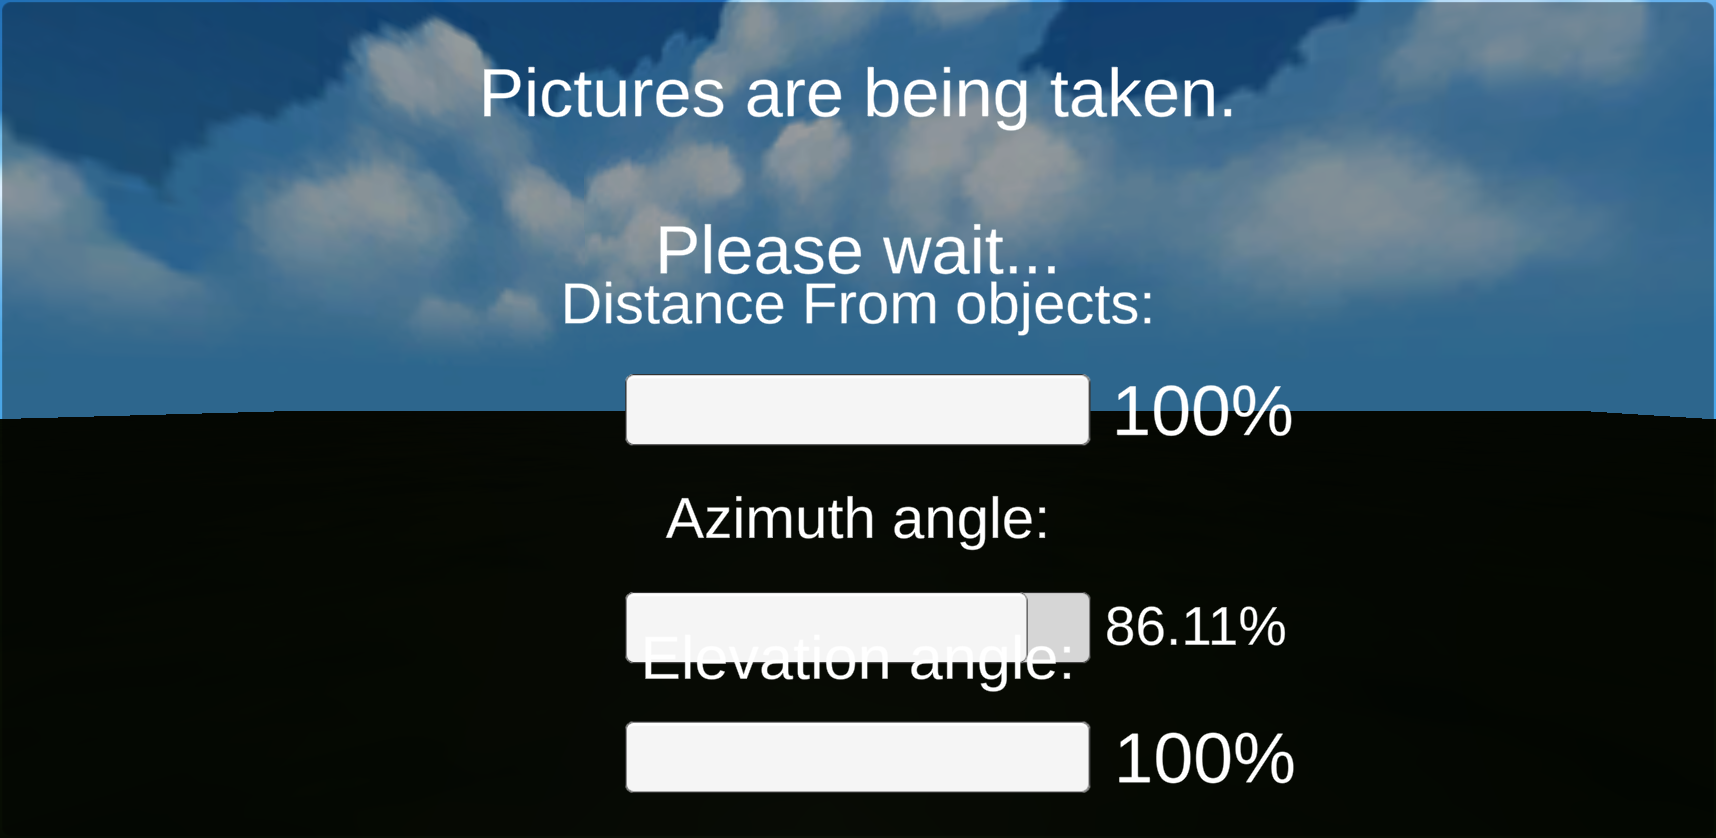 Pictures are being taken.
Please wait...
Distance From objects:
100%
Azimuth angle:
86.11%
Elevation angle:
100%